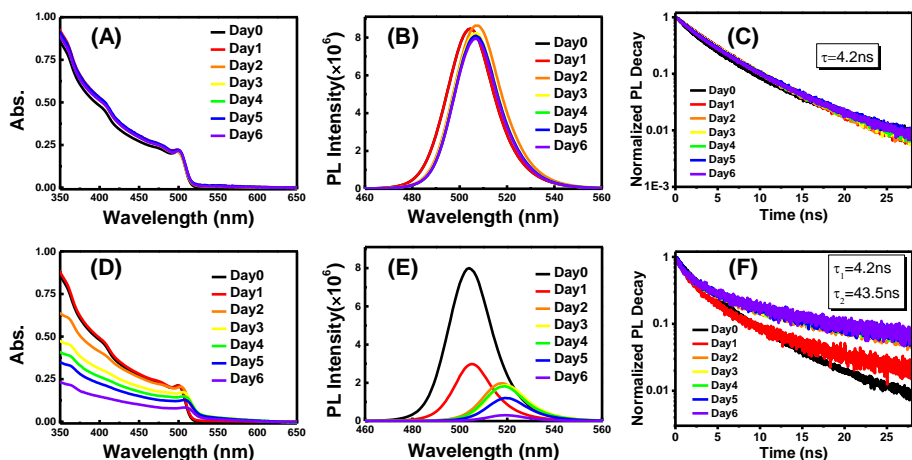 (A)
Abs.
1.00
0.75
0.50
0.25
0.00
350 400 450 500 550 600 650
Wavelength (nm)
Day0
Day1
Day2
Day3
Day4
Day5
Day6
(B)
PL Intensity(×10⁶)
8
6
4
2
0
460 480 500 520 540 560
Wavelength (nm)
Day0
Day1
Day2
Day3
Day4
Day5
Day6
(C)
τ=4.2ns
Normalized PL Decay
1
0.1
0.01
1E-3
0 5 10 15 20 25
Time (ns)
Day0
Day1
Day2
Day3
Day4
Day5
Day6
(D)
Abs.
1.00
0.75
0.50
0.25
0.00
350 400 450 500 550 600 650
Wavelength (nm)
Day0
Day1
Day2
Day3
Day4
Day5
Day6
(E)
PL Intensity(×10⁶)
8
6
4
2
0
460 480 500 520 540 560
Wavelength (nm)
Day0
Day1
Day2
Day3
Day4
Day5
Day6
(F)
τ₁=4.2ns
τ₂=43.5ns
Normalized PL Decay
1
0.1
0.01
0 5 10 15 20 25
Time (ns)
Day0
Day1
Day2
Day3
Day4
Day5
Day6